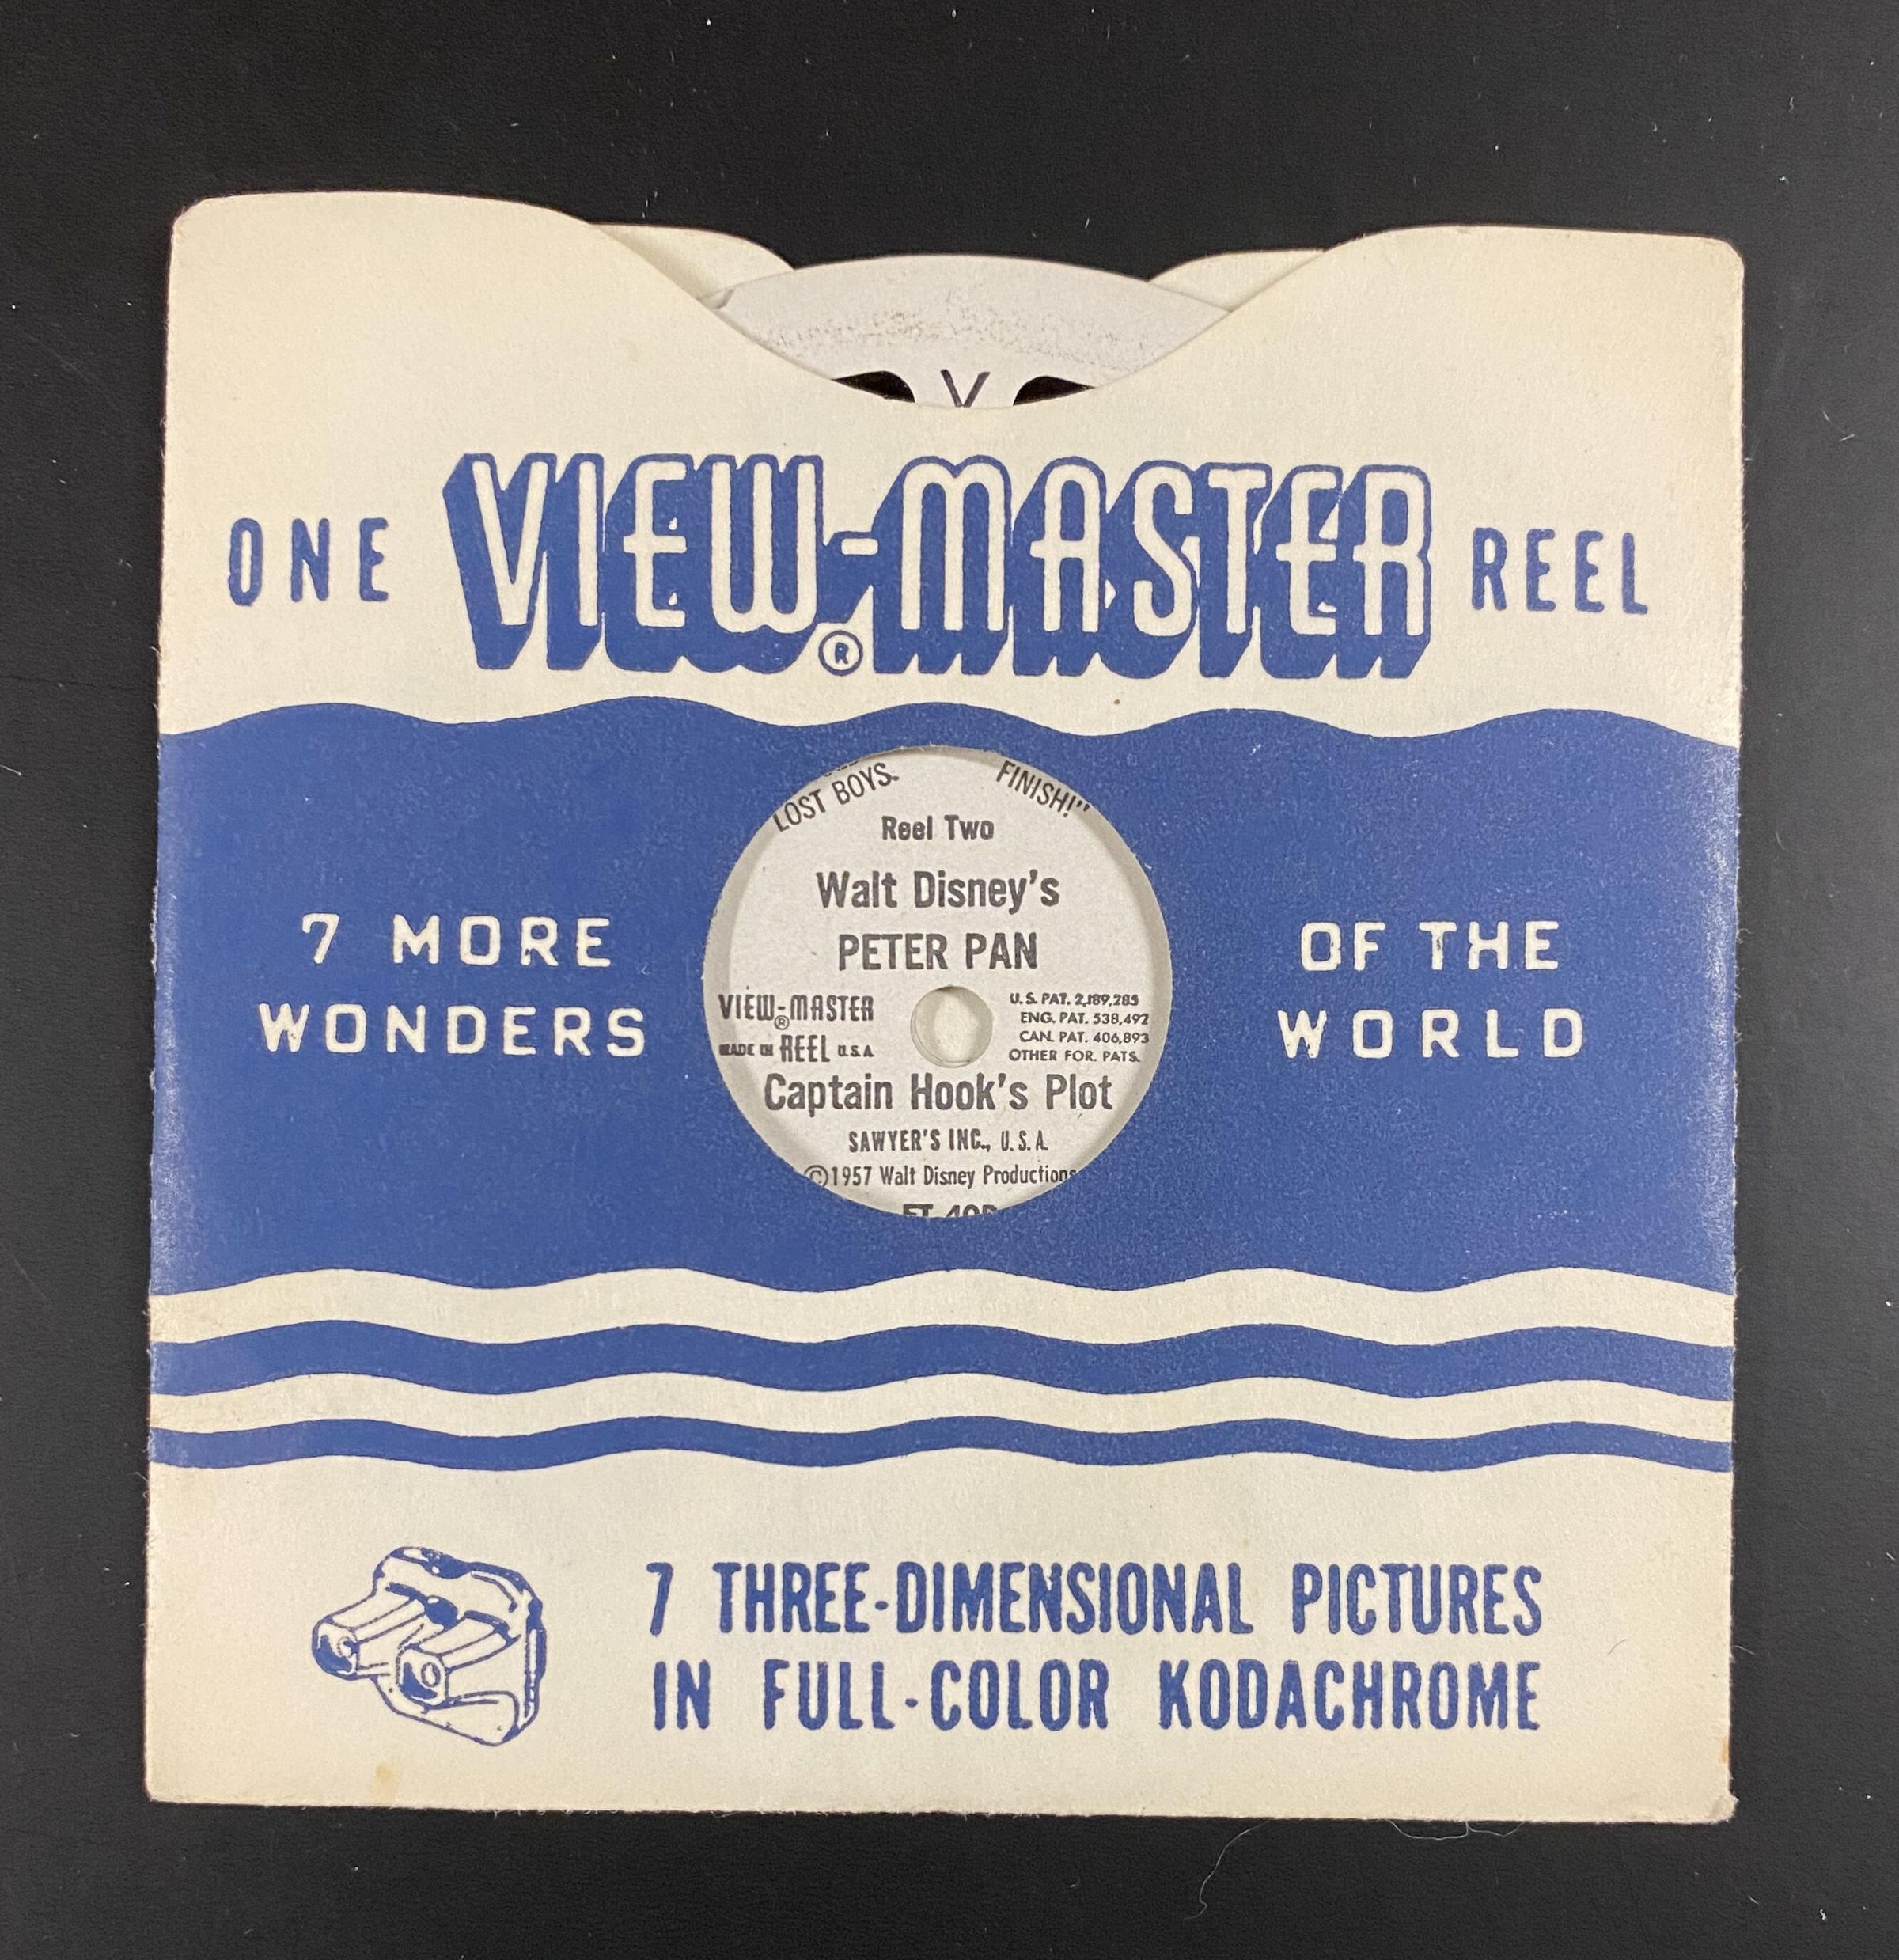 ONE VIEW-MASTER® REEL
LOST BOYS.
FINISH!"
Reel Two
Walt Disney's
PETER PAN
7 MORE
WONDERS
VIEW-MASTER®
MADE IN REEL U.S.A.
U.S. PAT. 2,189,285
ENG. PAT. 538,492
CAN. PAT. 406,893
OTHER FOR. PATS.
OF THE
WORLD
Captain Hook's Plot
SAWYER'S INC., U.S.A.
©1957 Walt Disney Productions
7 THREE-DIMENSIONAL PICTURES
IN FULL-COLOR KODACHROME